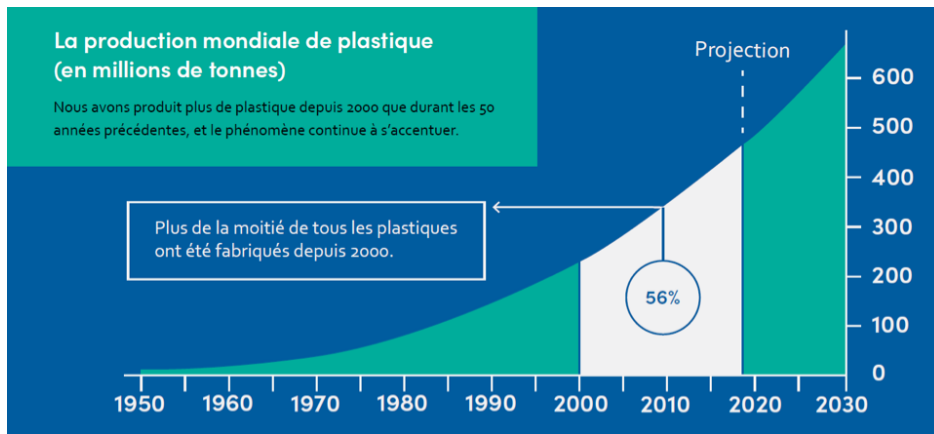 La production mondiale de plastique
(en millions de tonnes)
Nous avons produit plus de plastique depuis 2000 que durant les 50
années précédentes, et le phénomène continue à s'accentuer.
Projection
600
500
400
Plus de la moitié de tous les plastiques
ont été fabriqués depuis 2000.
300
200
56%
100
0
1950 1960 1970 1980 1990 2000 2010 2020 2030